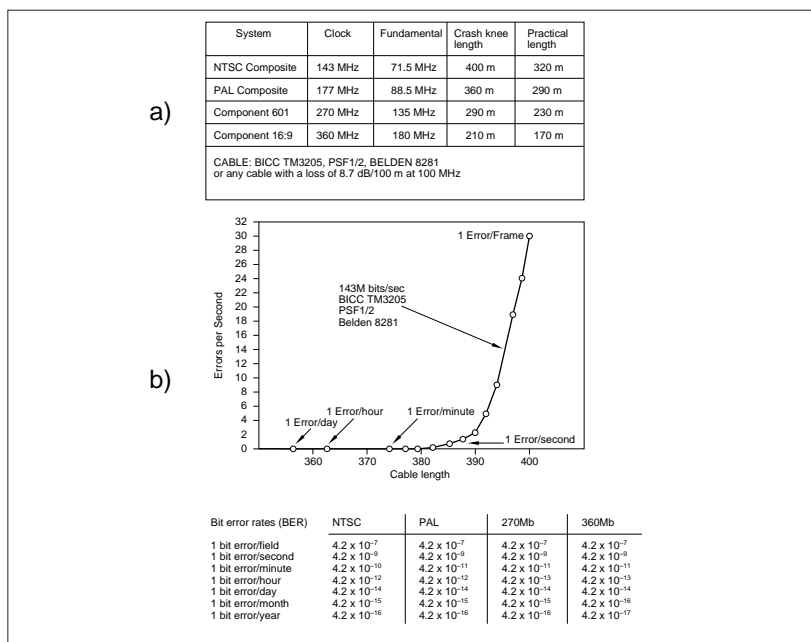 a)
System Clock Fundamental Crash knee length Practical length
NTSC Composite 143 MHz 71.5 MHz 400 m 320 m
PAL Composite 177 MHz 88.5 MHz 360 m 290 m
Component 601 270 MHz 135 MHz 290 m 230 m
Component 16:9 360 MHz 180 MHz 210 m 170 m
CABLE: BICC TM3205, PSF1/2, BELDEN 8281
or any cable with a loss of 8.7 dB/100 m at 100 MHz
b)
Errors per Second
32
30
28
26
24
22
20
18
16
14
12
10
8
6
4
2
0
1 Error/Frame
143M bits/sec
BICC TM3205
PSF1/2
Belden 8281
1 Error/day
1 Error/hour
1 Error/minute
1 Error/second
360 370 380 390 400
Cable length
Bit error rates (BER) NTSC PAL 270Mb 360Mb
1 bit error/field 4.2 x 10⁻⁷ 4.2 x 10⁻⁷ 4.2 x 10⁻⁷ 4.2 x 10⁻⁷
1 bit error/second 4.2 x 10⁻⁹ 4.2 x 10⁻⁹ 4.2 x 10⁻⁹ 4.2 x 10⁻⁹
1 bit error/minute 4.2 x 10⁻¹⁰ 4.2 x 10⁻¹¹ 4.2 x 10⁻¹¹ 4.2 x 10⁻¹¹
1 bit error/hour 4.2 x 10⁻¹² 4.2 x 10⁻¹² 4.2 x 10⁻¹³ 4.2 x 10⁻¹³
1 bit error/day 4.2 x 10⁻¹⁴ 4.2 x 10⁻¹⁴ 4.2 x 10⁻¹⁴ 4.2 x 10⁻¹⁴
1 bit error/month 4.2 x 10⁻¹⁵ 4.2 x 10⁻¹⁵ 4.2 x 10⁻¹⁵ 4.2 x 10⁻¹⁶
1 bit error/year 4.2 x 10⁻¹⁶ 4.2 x 10⁻¹⁶ 4.2 x 10⁻¹⁶ 4.2 x 10⁻¹⁷